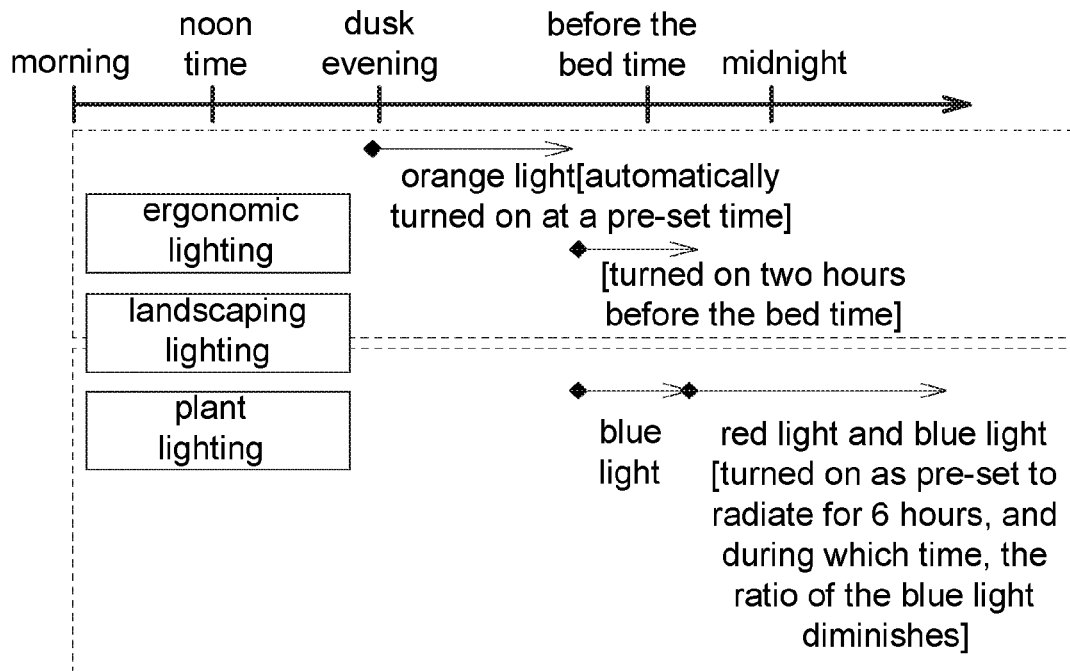 morning
noon
time
dusk
evening
before the
bed time
midnight
orange light[automatically
turned on at a pre-set time]
ergonomic
lighting
[turned on two hours
before the bed time]
landscaping
lighting
plant
lighting
blue
light
red light and blue light
[turned on as pre-set to
radiate for 6 hours, and
during which time, the
ratio of the blue light
diminishes]